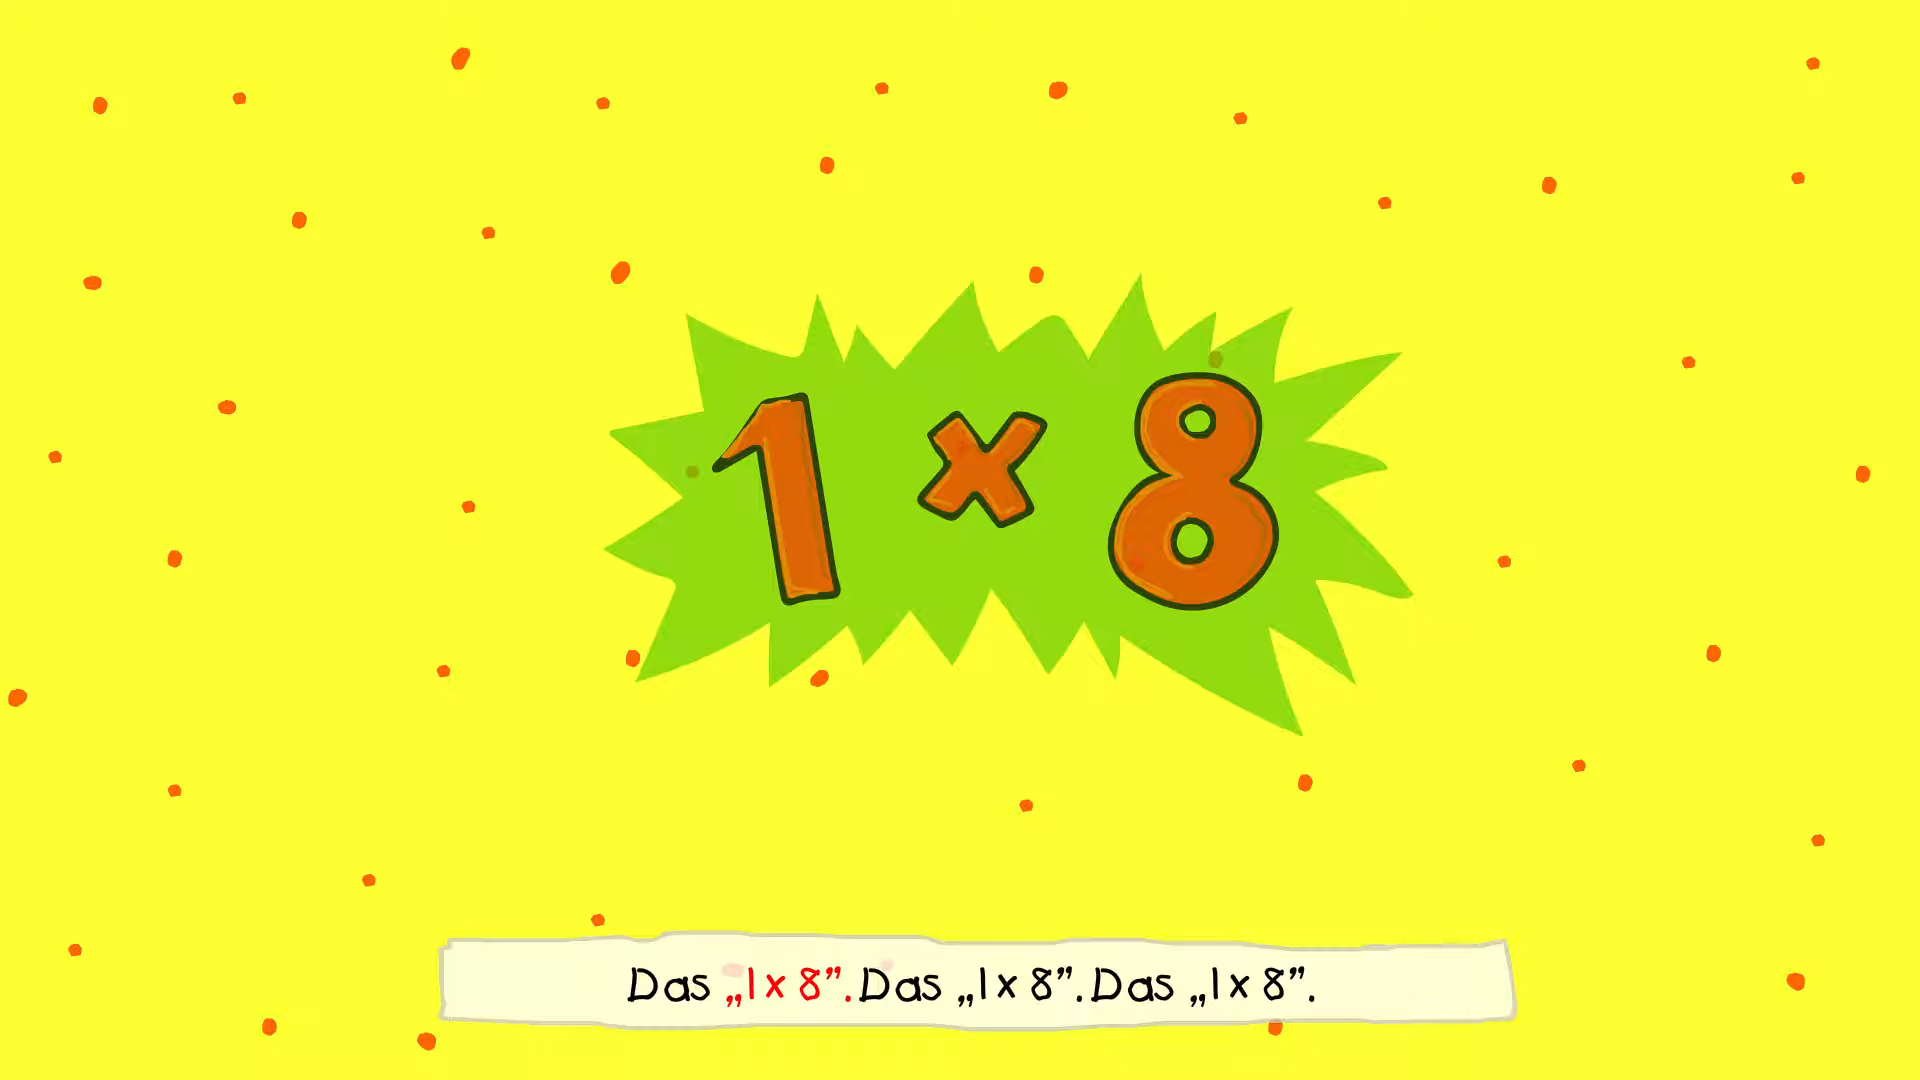 1 x 8
Das „1 x 8”. Das „1 x 8”. Das „1 x 8”.